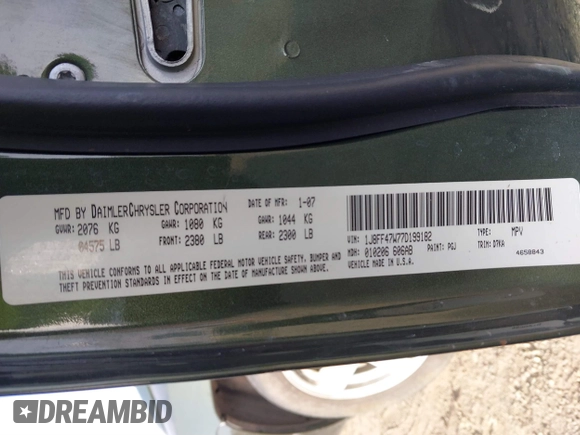 MFD BY DAIMLERCHRYSLER CORPORATION DATE OF MFR: 1-07
GVWR: 2076 KG GAWR: 1080 KG GAWR: 1044 KG
04575 LB FRONT: 2380 LB REAR: 2300 LB
THIS VEHICLE CONFORMS TO ALL APPLICABLE FEDERAL MOTOR VEHICLE SAFETY, BUMPER AND
THEFT PREVENTION STANDARDS IN EFFECT ON THE DATE OF MANUFACTURE SHOWN ABOVE.
VIN: 1J8FF47W77D199182 TYPE: MPV
MDH: 010206 606AB PAINT: PGJ TRIM: D7KA
VEHICLE MADE IN U.S.A. 4658843
DREAMBID